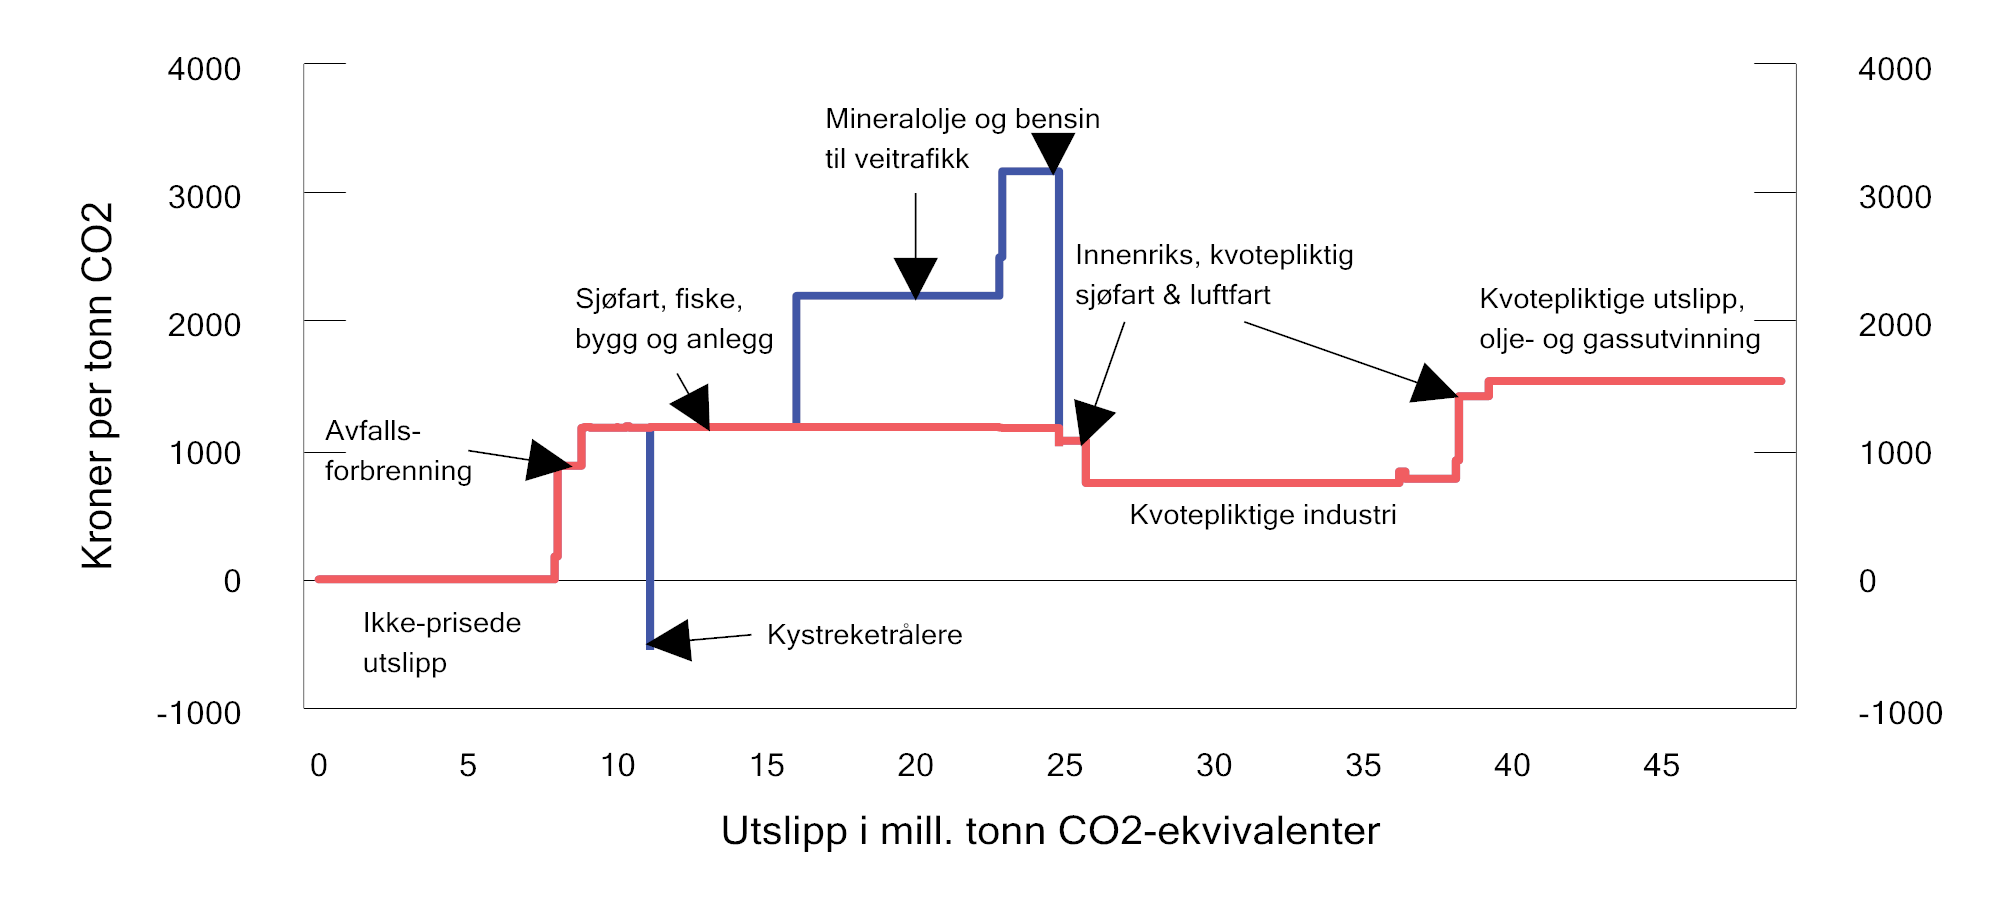 4000
3000
2000
1000
0
-1000
Kroner per tonn CO2
Mineralolje og bensin
til veitrafikk
Innenriks, kvotepliktig
sjøfart & luftfart
Sjøfart, fiske,
bygg og anlegg
Kvotepliktige utslipp,
olje- og gassutvinning
Avfalls-
forbrenning
Kvotepliktige industri
Ikke-prisede
utslipp
Kystreketrålere
4000
3000
2000
1000
0
-1000
0 5 10 15 20 25 30 35 40 45
Utslipp i mill. tonn CO2-ekvivalenter